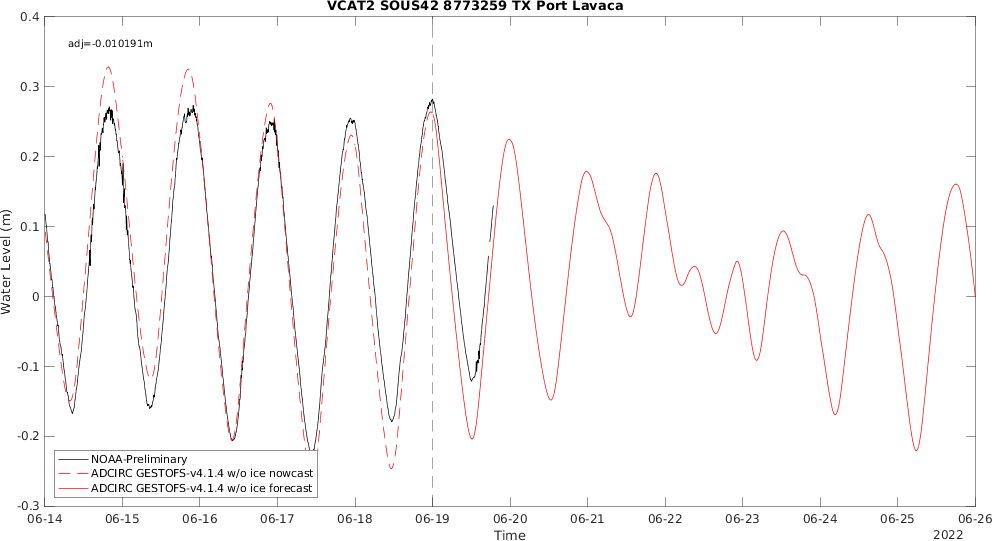 VCAT2 SOUS42 8773259 TX Port Lavaca
adj=-0.010191m
0.4
0.3
0.2
0.1
0
-0.1
-0.2
-0.3
Water Level (m)
NOAA-Preliminary
ADCIRC GESTOFS-v4.1.4 w/o ice nowcast
ADCIRC GESTOFS-v4.1.4 w/o ice forecast
06-14 06-15 06-16 06-17 06-18 06-19 06-20 06-21 06-22 06-23 06-24 06-25 06-26
Time
2022